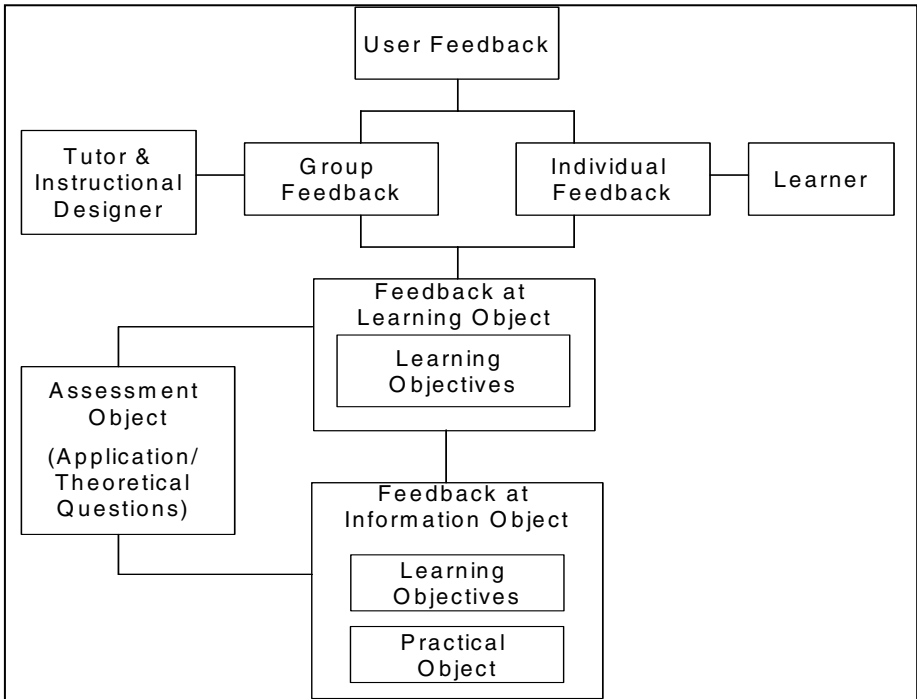 User Feedback
Tutor &
Instructional
Designer
Group
Feedback
Individual
Feedback
Learner
Feedback at
Learning Object
Learning
Objectives
Assessment
Object
(Application/
Theoretical
Questions)
Feedback at
Information Object
Learning
Objectives
Practical
Object